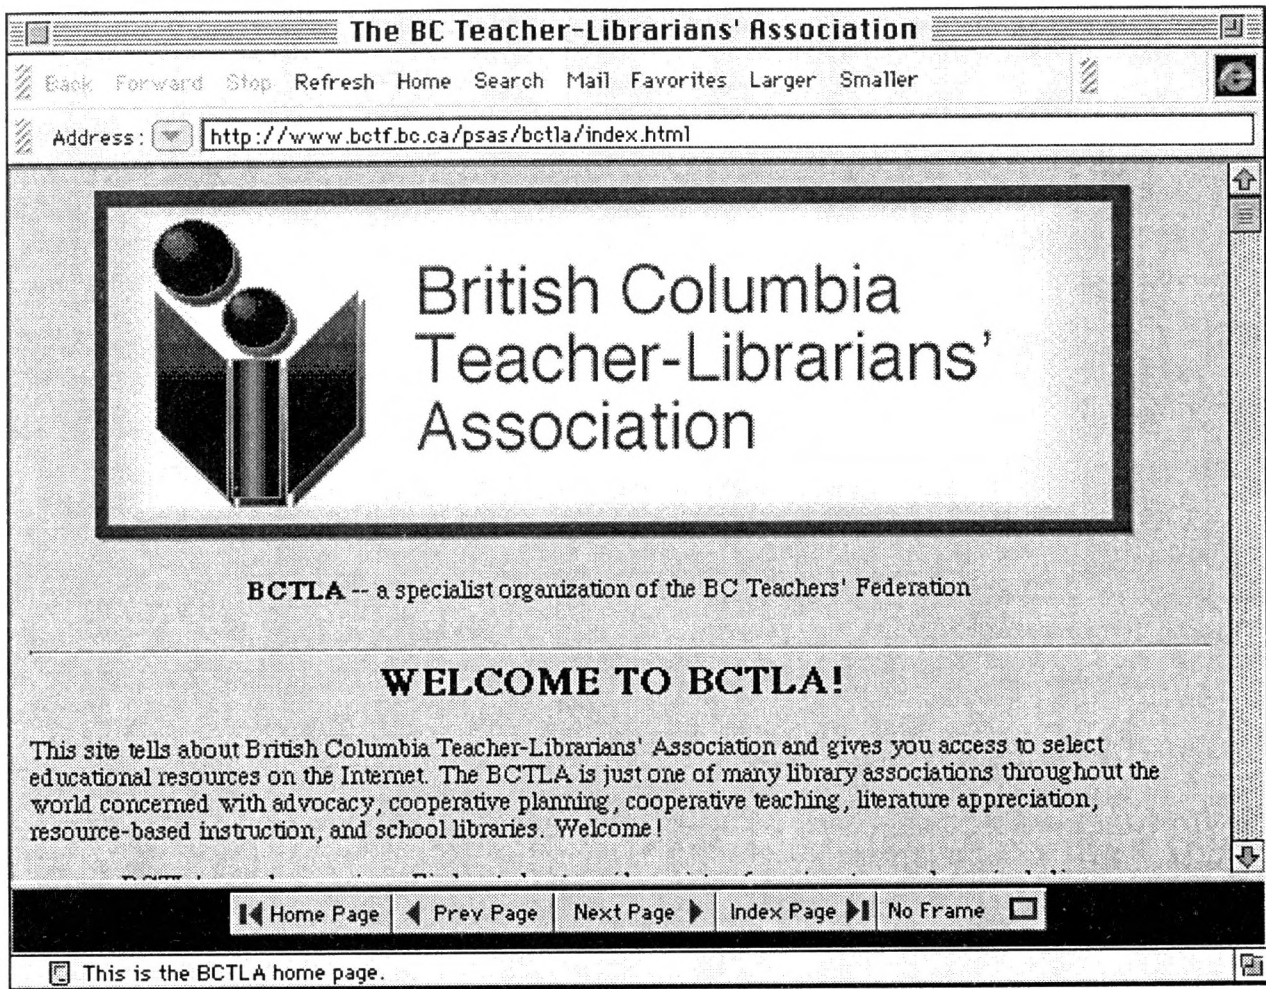 The BC Teacher-Librarians' Association
Back Forward Stop Refresh Home Search Mail Favorites Larger Smaller
Address: http://www.bctf.bc.ca/psas/bctla/index.html
British Columbia
Teacher-Librarians'
Association
BCTLA -- a specialist organization of the BC Teachers' Federation
WELCOME TO BCTLA!
This site tells about British Columbia Teacher-Librarians' Association and gives you access to select
educational resources on the Internet. The BCTLA is just one of many library associations throughout the
world concerned with advocacy, cooperative planning, cooperative teaching, literature appreciation,
resource-based instruction, and school libraries. Welcome!
Home Page Prev Page Next Page Index Page No Frame
This is the BCTLA home page.